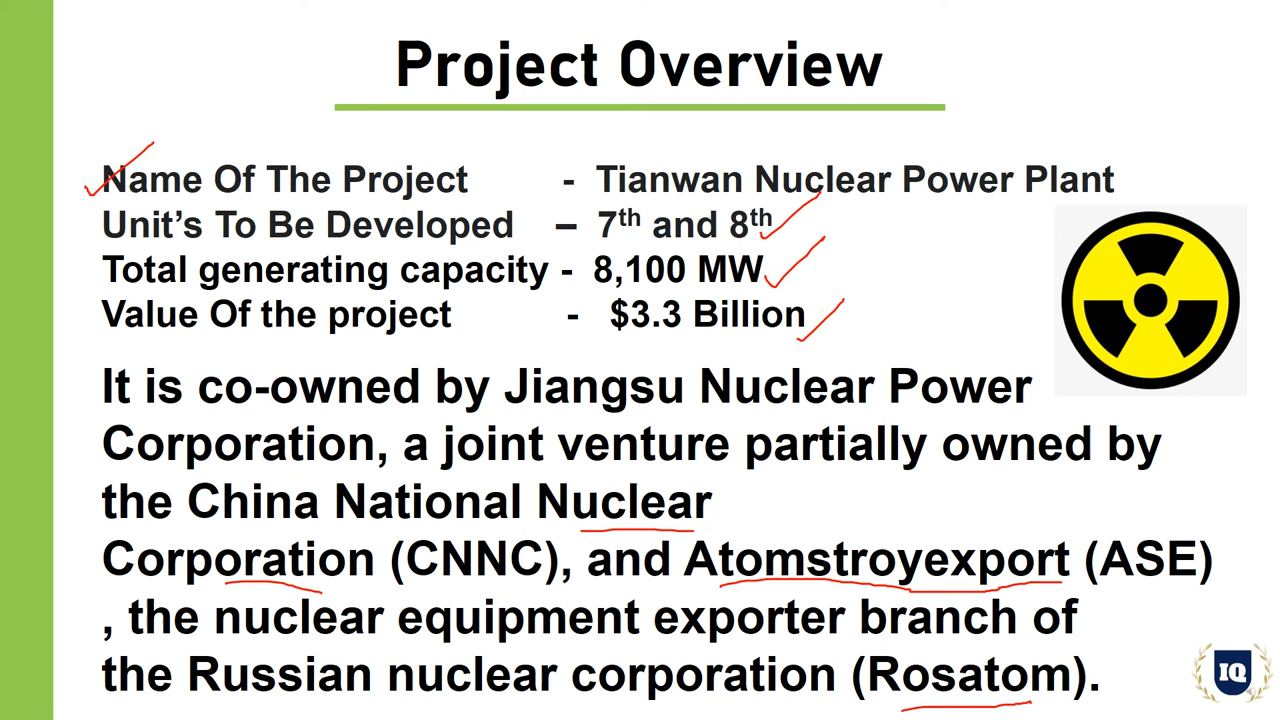 Project Overview
Name Of The Project - Tianwan Nuclear Power Plant
Unit's To Be Developed – 7th and 8th
Total generating capacity - 8,100 MW
Value Of the project - $3.3 Billion
It is co-owned by Jiangsu Nuclear Power
Corporation, a joint venture partially owned by
the China National Nuclear
Corporation (CNNC), and Atomstroyexport (ASE)
, the nuclear equipment exporter branch of
the Russian nuclear corporation (Rosatom).
IQ